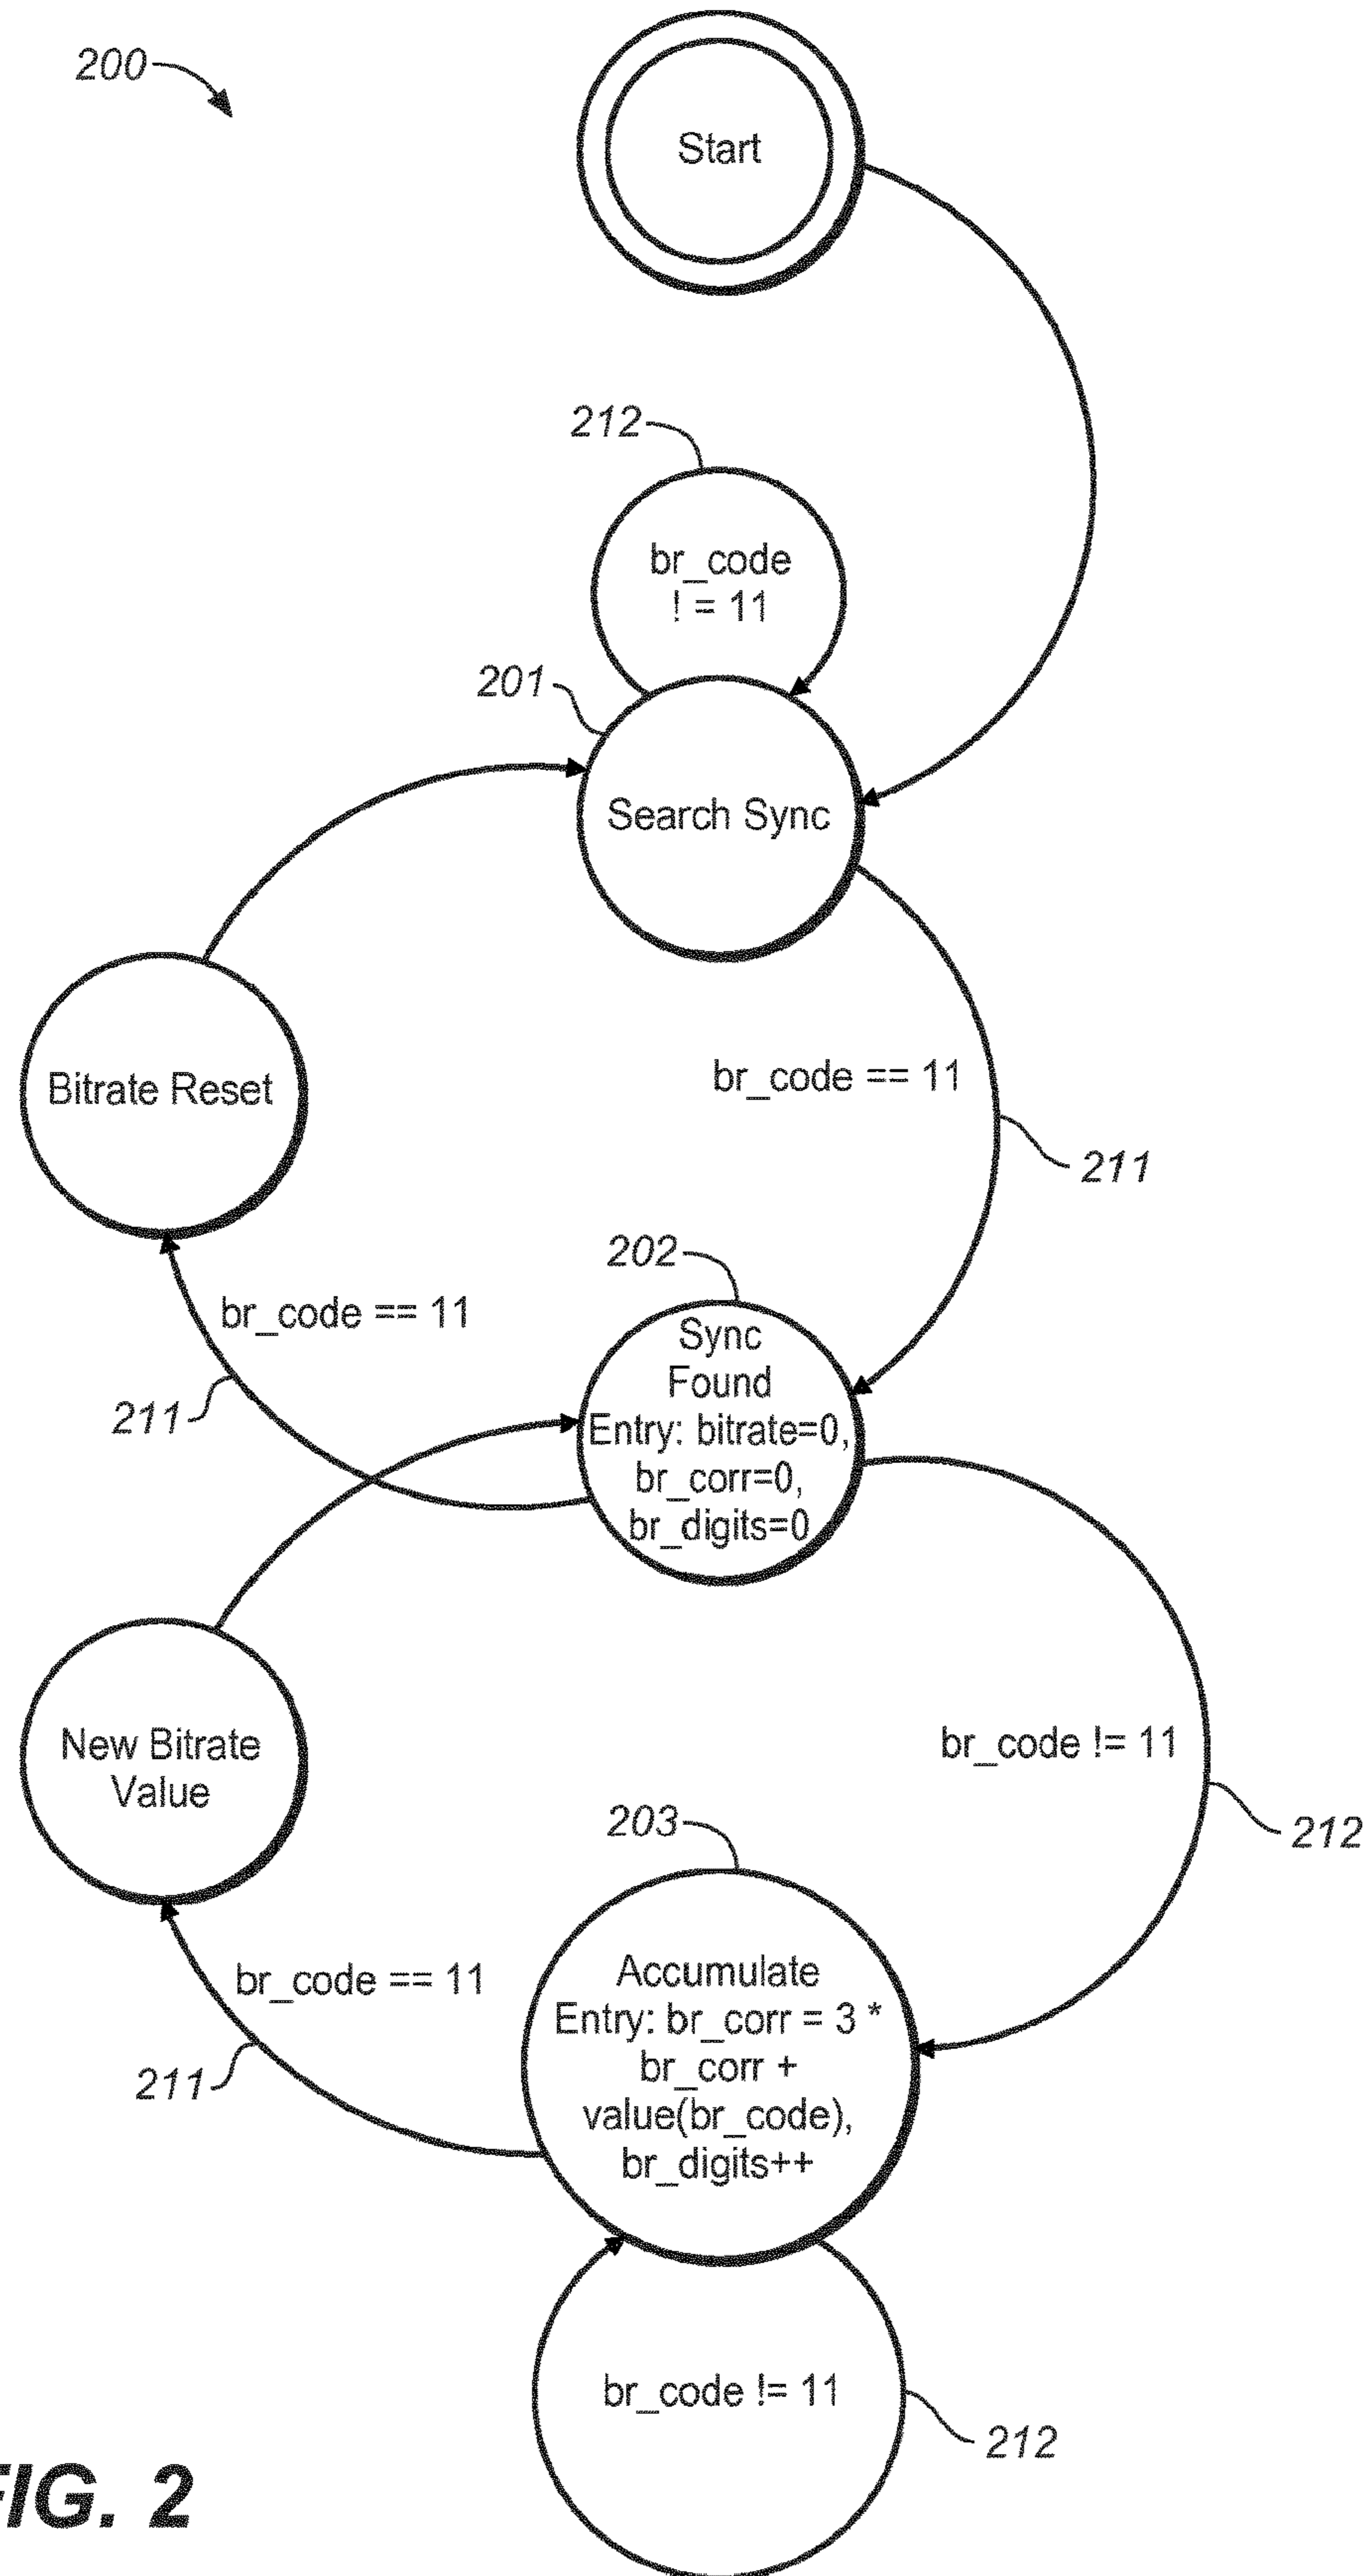 200
Start
212
br_code
! = 11
201
Search Sync
Bitrate Reset
br_code == 11
211
202
br_code == 11
211
Sync
Found
Entry: bitrate=0,
br_corr=0,
br_digits=0
New Bitrate
Value
br_code != 11
212
203
br_code == 11
211
Accumulate
Entry: br_corr = 3 *
br_corr +
value(br_code),
br_digits++
br_code != 11
212
FIG. 2